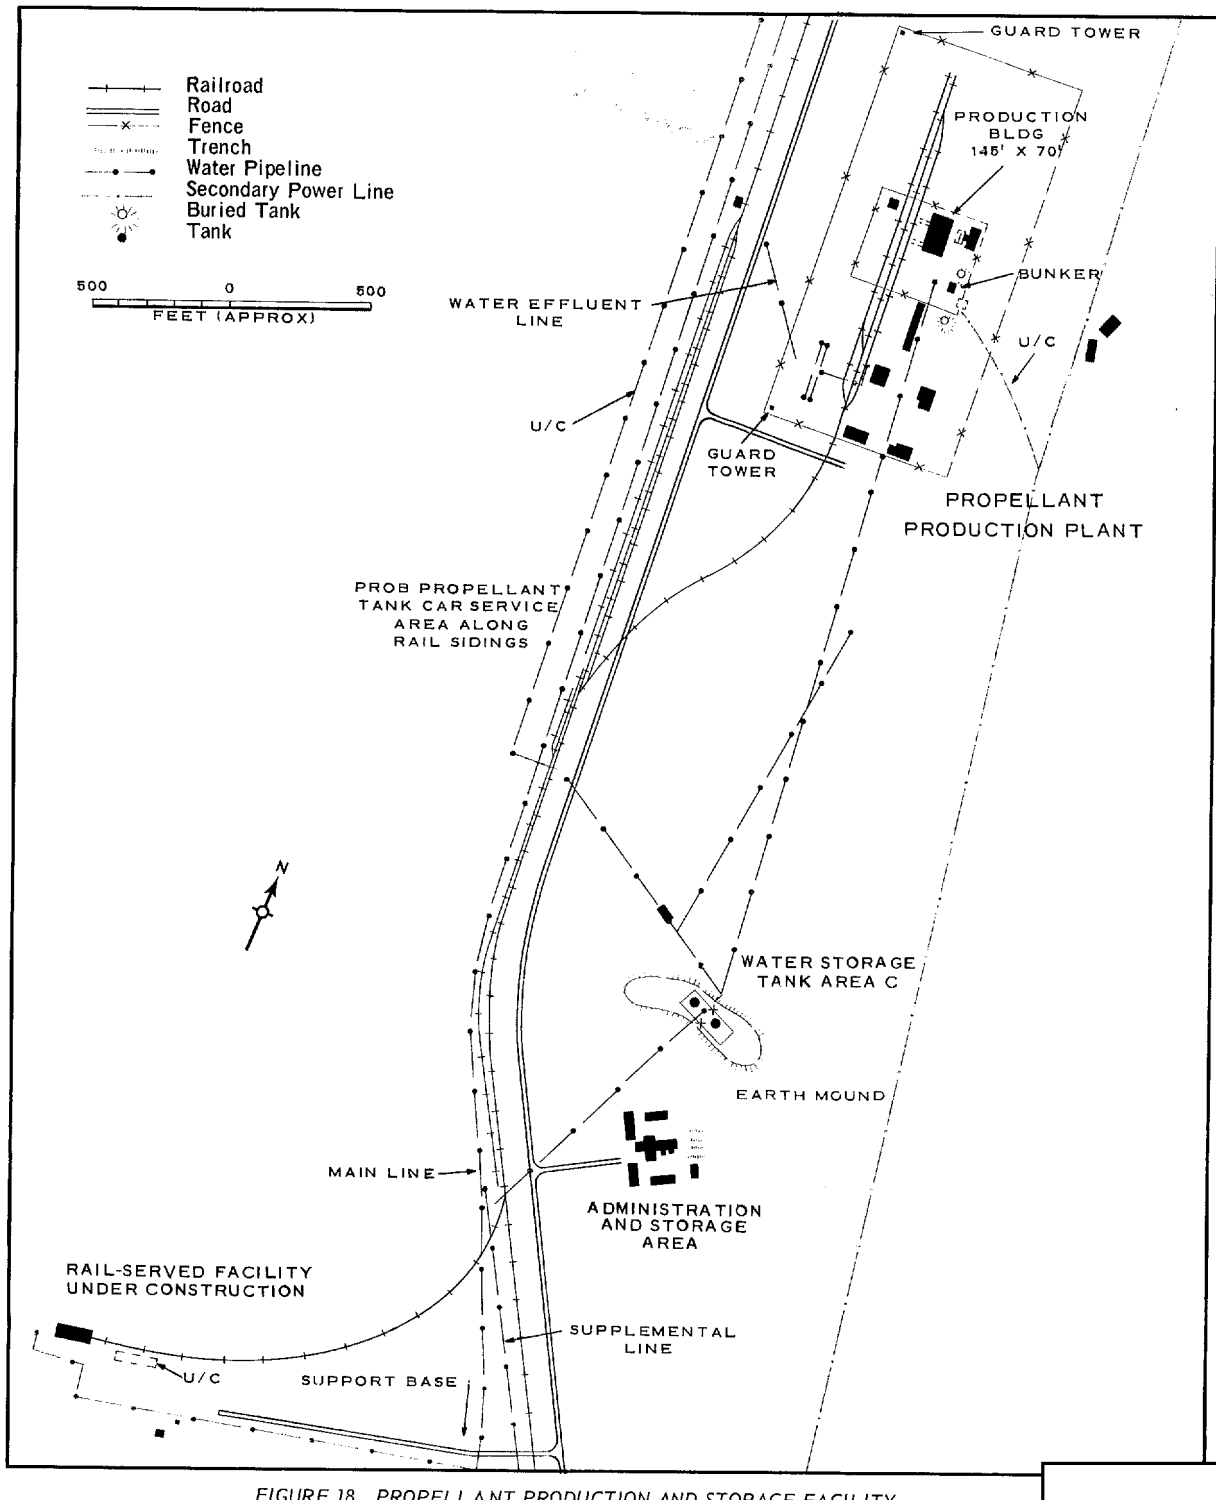 GUARD TOWER
Railroad
Road
Fence
Trench
Water Pipeline
Secondary Power Line
Buried Tank
Tank
500 0 500
FEET (APPROX)
PRODUCTION
BLDG
145' X 70'
WATER EFFLUENT
LINE
BUNKER
U/C
U/C
GUARD
TOWER
PROPELLANT
PRODUCTION PLANT
PROB PROPELLANT
TANK CAR SERVICE
AREA ALONG
RAIL SIDINGS
N
WATER STORAGE
TANK AREA C
EARTH MOUND
MAIN LINE
ADMINISTRATION
AND STORAGE
AREA
RAIL-SERVED FACILITY
UNDER CONSTRUCTION
SUPPLEMENTAL
LINE
U/C
SUPPORT BASE
FIGURE 18 PROPELLANT PRODUCTION AND STORAGE FACILITY